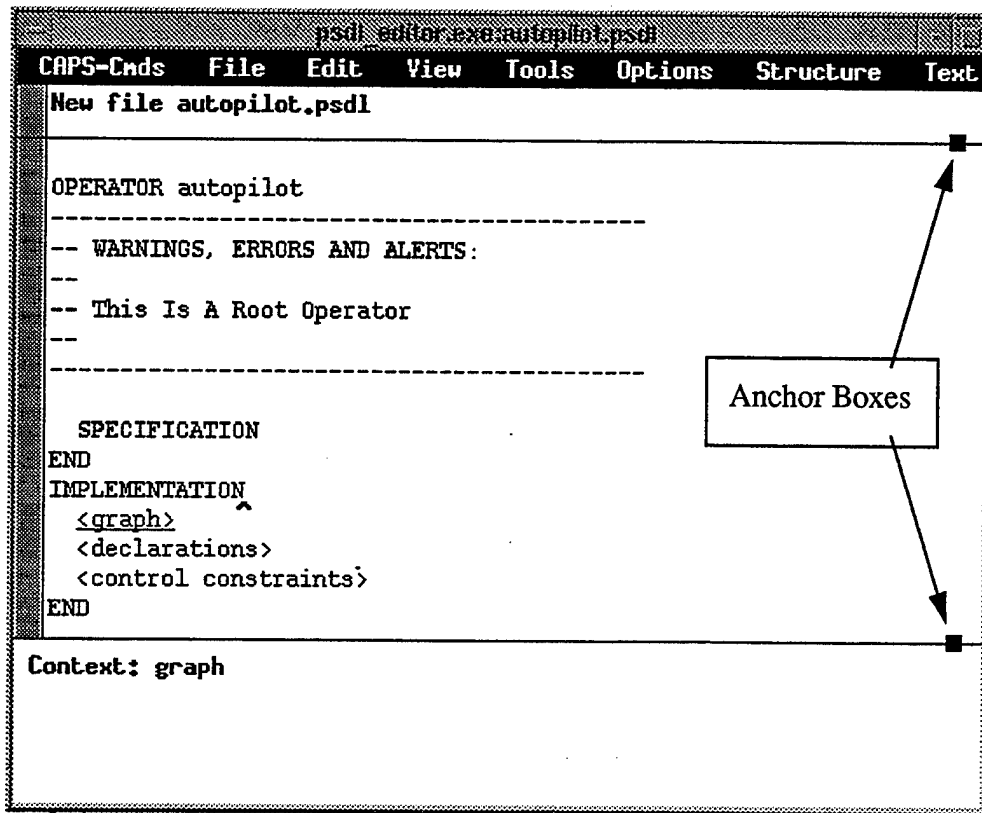 psdl_editor.exe:autopilot.psdl
CAPS-Cmds File Edit View Tools Options Structure Text
New file autopilot.psdl
OPERATOR autopilot
--------------------------------------------
-- WARNINGS, ERRORS AND ALERTS:
--
-- This Is A Root Operator
--
--------------------------------------------
Anchor Boxes
SPECIFICATION
END
IMPLEMENTATION
<graph>
<declarations>
<control constraints>
END
Context: graph